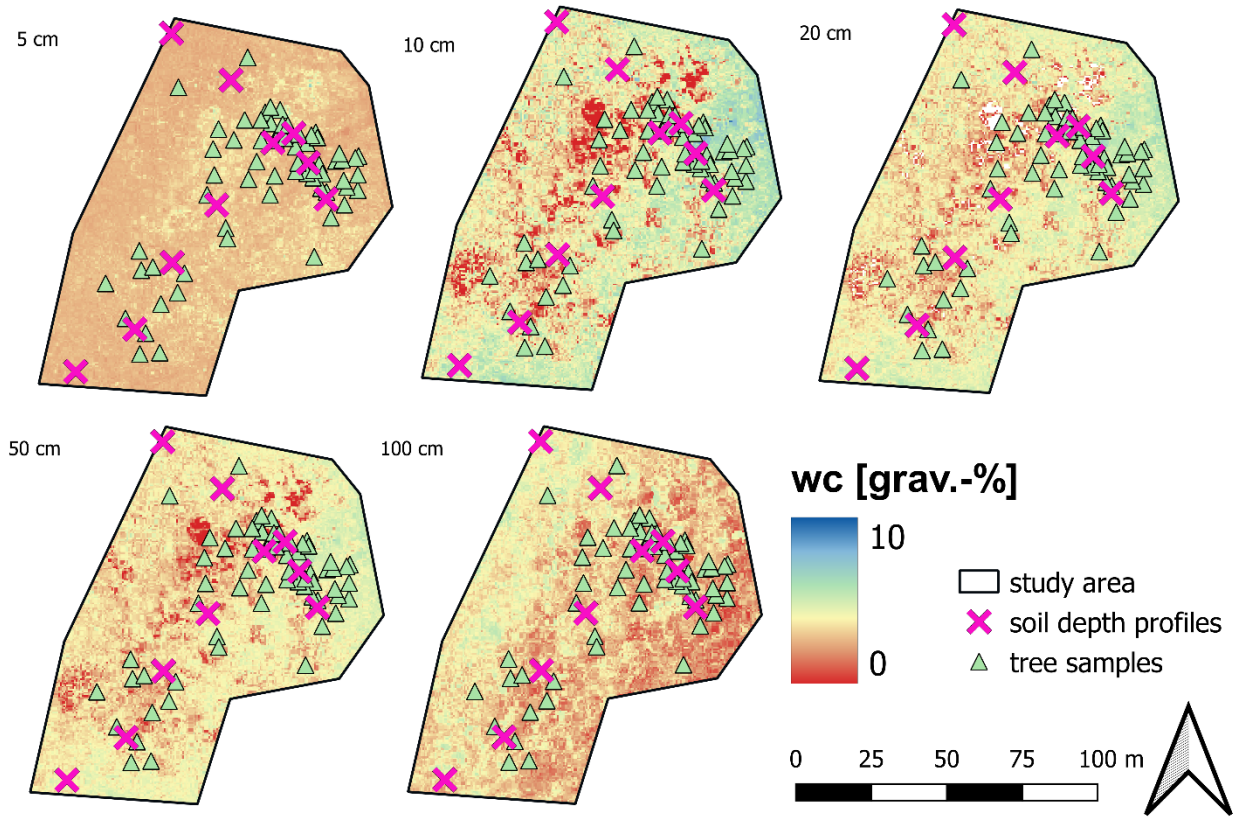 5 cm
10 cm
20 cm
50 cm
100 cm
wc [grav.-%]
10
0
study area
soil depth profiles
tree samples
0 25 50 75 100 m